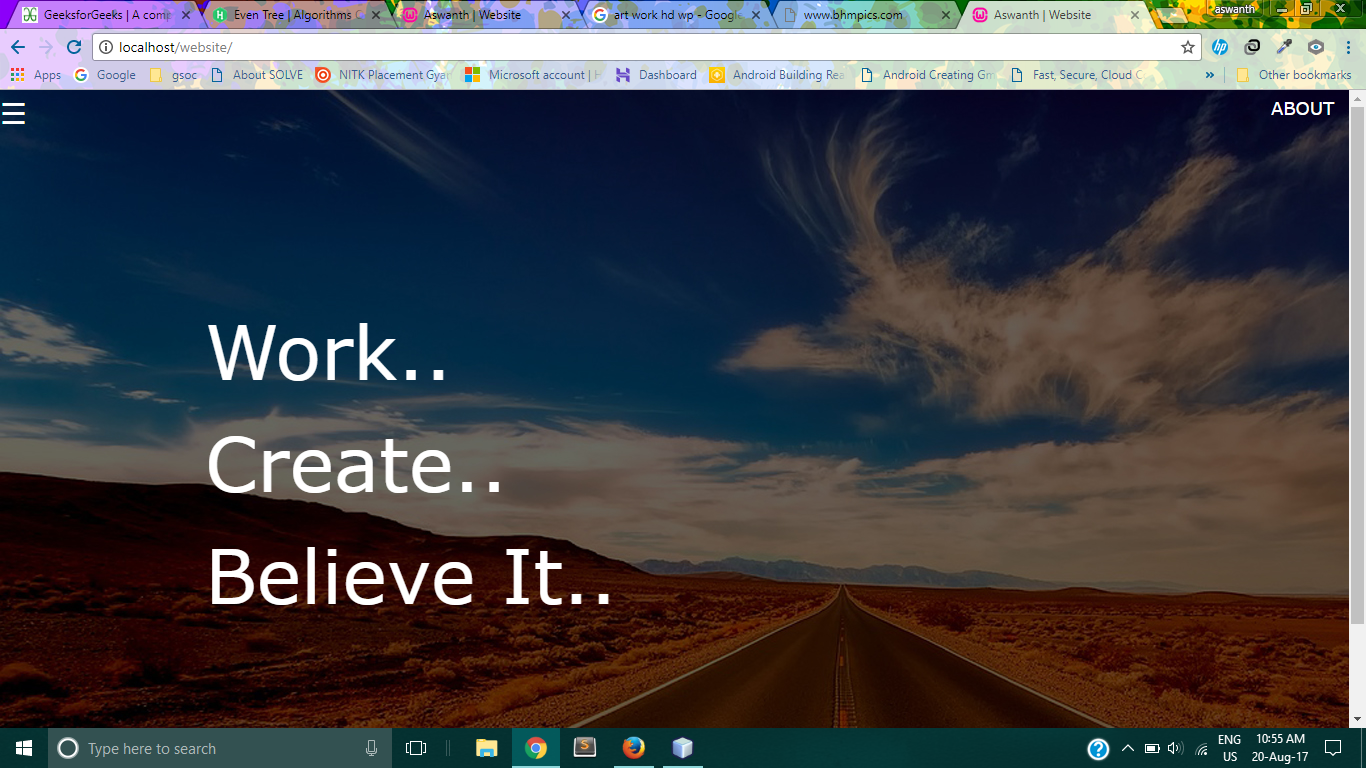 GeeksforGeeks | A comp
Even Tree | Algorithms
Aswanth | Website
art work hd wp - Google
www.bhmpics.com
Aswanth | Website
aswanth
localhost/website/
Apps
Google
gsoc
About SOLVE
NITK Placement Gyan
Microsoft account |
Dashboard
Android Building Rea
Android Creating Gm
Fast, Secure, Cloud
»
Other bookmarks
ABOUT
Work..
Create..
Believe It..
Type here to search
ENG
US
10:55 AM
20-Aug-17